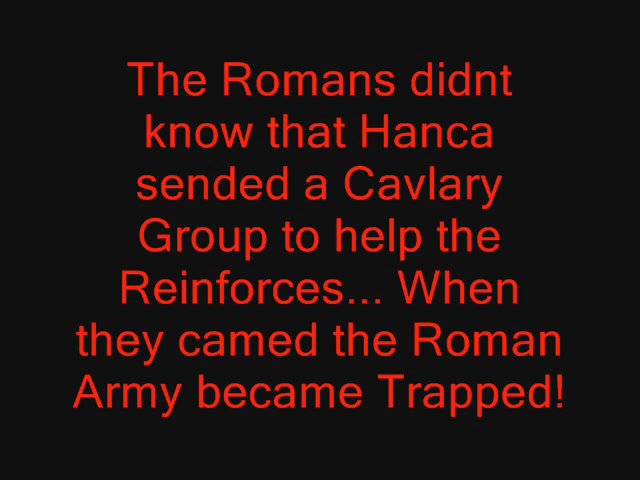 The Romans didnt
know that Hanca
sended a Cavlary
Group to help the
Reinforces... When
they camed the Roman
Army became Trapped!